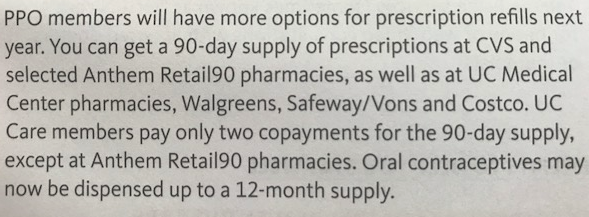 PPO members will have more options for prescription refills next
year. You can get a 90-day supply of prescriptions at CVS and
selected Anthem Retail90 pharmacies, as well as at UC Medical
Center pharmacies, Walgreens, Safeway/Vons and Costco. UC
Care members pay only two copayments for the 90-day supply,
except at Anthem Retail90 pharmacies. Oral contraceptives may
now be dispensed up to a 12-month supply.